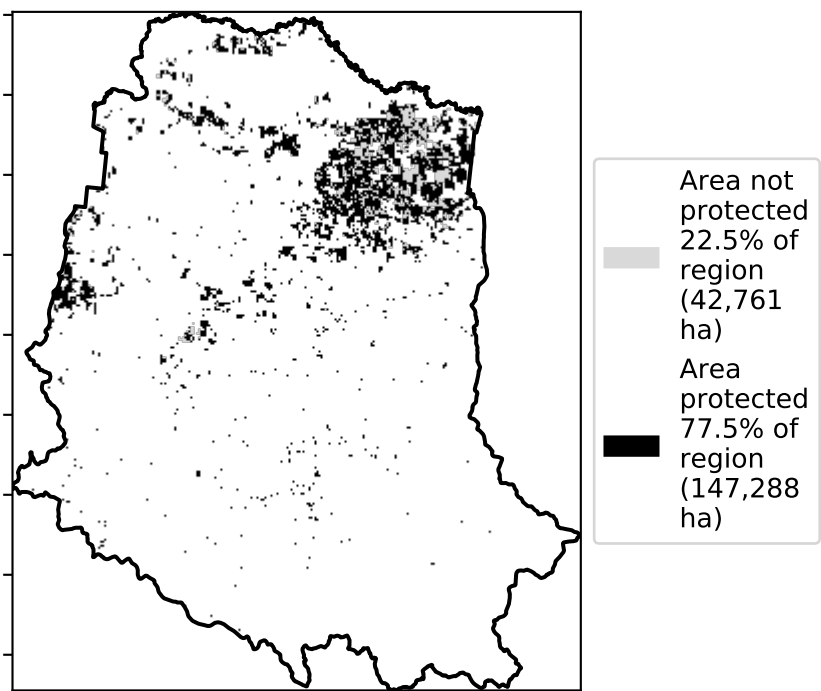 Area not
protected
22.5% of
region
(42,761
ha)
Area
protected
77.5% of
region
(147,288
ha)